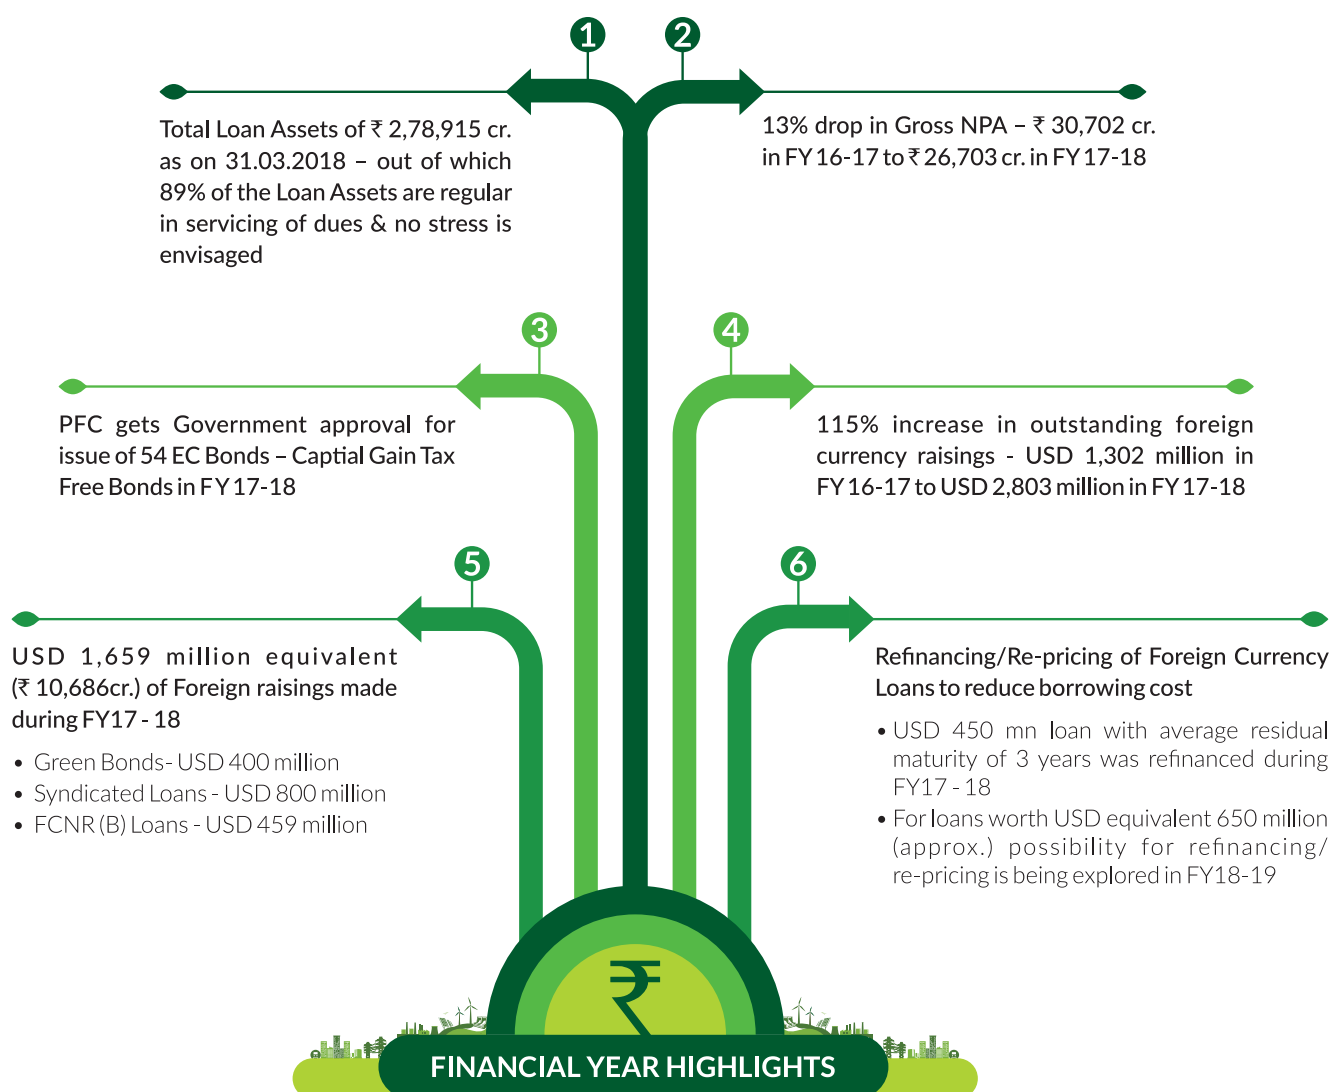 1
Total Loan Assets of ₹ 2,78,915 cr.
as on 31.03.2018 – out of which
89% of the Loan Assets are regular
in servicing of dues & no stress is
envisaged
2
13% drop in Gross NPA – ₹ 30,702 cr.
in FY 16-17 to ₹ 26,703 cr. in FY 17-18
3
PFC gets Government approval for
issue of 54 EC Bonds – Captial Gain Tax
Free Bonds in FY 17-18
4
115% increase in outstanding foreign
currency raisings - USD 1,302 million in
FY 16-17 to USD 2,803 million in FY 17-18
5
USD 1,659 million equivalent
(₹ 10,686cr.) of Foreign raisings made
during FY17 - 18
• Green Bonds- USD 400 million
• Syndicated Loans - USD 800 million
• FCNR (B) Loans - USD 459 million
6
Refinancing/Re-pricing of Foreign Currency
Loans to reduce borrowing cost
• USD 450 mn loan with average residual
maturity of 3 years was refinanced during
FY17 - 18
• For loans worth USD equivalent 650 million
(approx.) possibility for refinancing/
re-pricing is being explored in FY18-19
₹
FINANCIAL YEAR HIGHLIGHTS